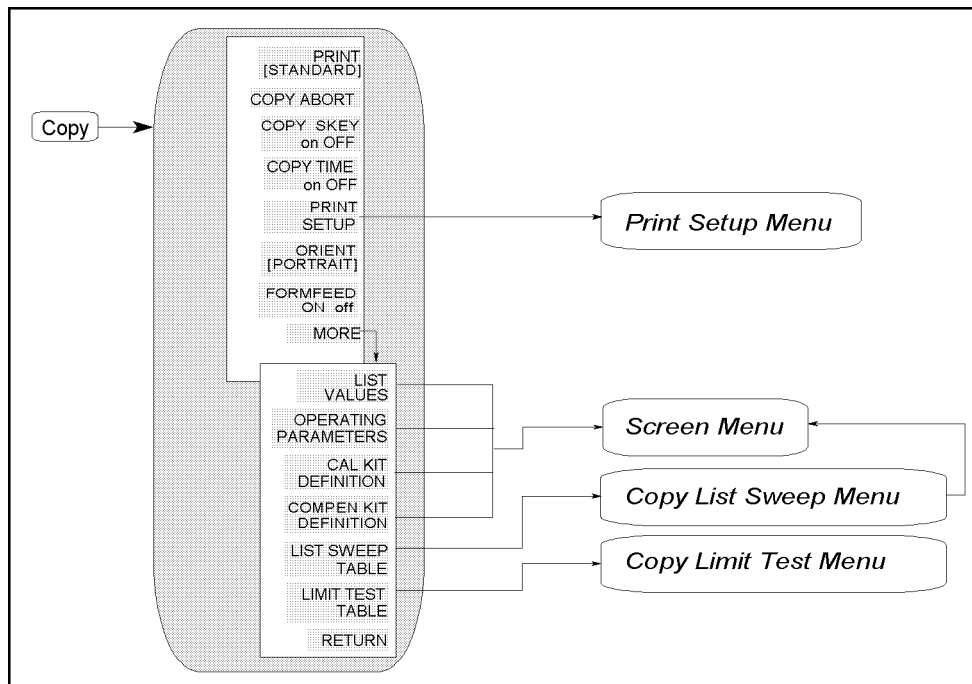 Copy
PRINT
[STANDARD]
COPY ABORT
COPY SKEY
on OFF
COPY TIME
on OFF
PRINT
SETUP
ORIENT
[PORTRAIT]
FORMFEED
ON off
MORE
LIST
VALUES
OPERATING
PARAMETERS
CAL KIT
DEFINITION
COMPEN KIT
DEFINITION
LIST SWEEP
TABLE
LIMIT TEST
TABLE
RETURN
Print Setup Menu
Screen Menu
Copy List Sweep Menu
Copy Limit Test Menu